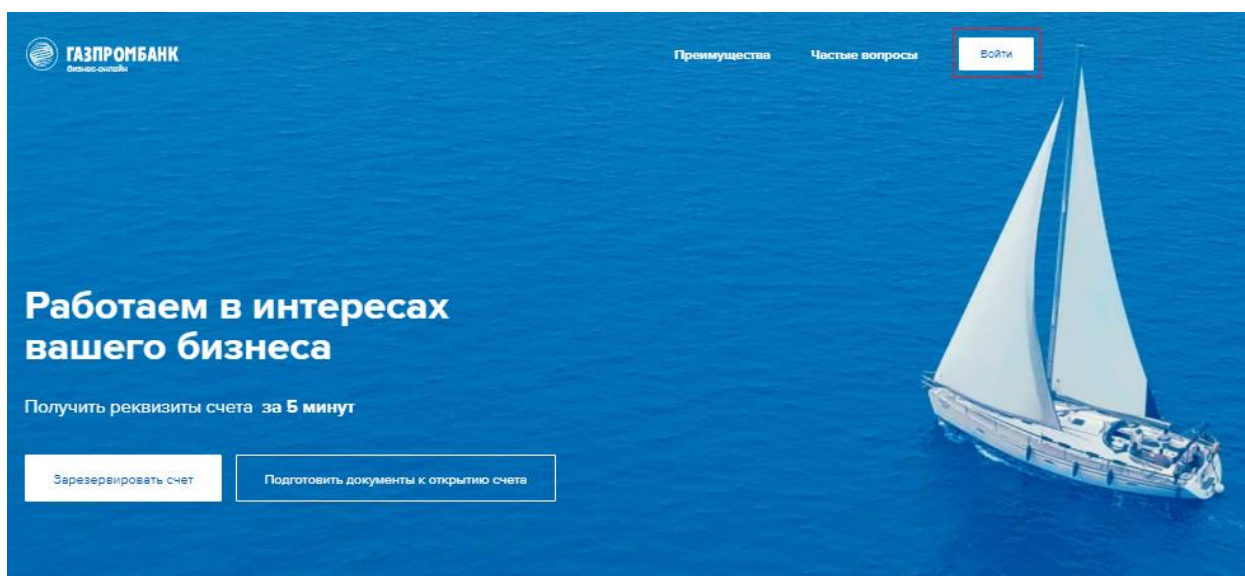 ГАЗПРОМБАНК
бизнес-онлайн
Преимущества
Частые вопросы
Войти
Работаем в интересах
вашего бизнеса
Получить реквизиты счета за 5 минут
Зарезервировать счет
Подготовить документы к открытию счета